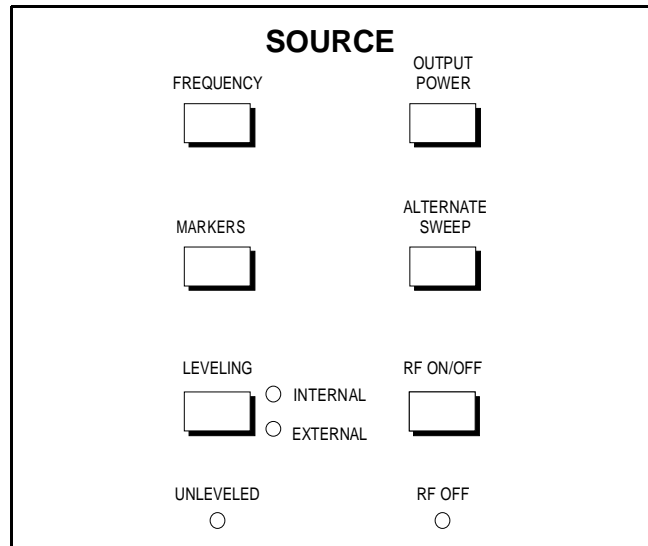 SOURCE
FREQUENCY
OUTPUT
POWER
MARKERS
ALTERNATE
SWEEP
LEVELING
INTERNAL
EXTERNAL
RF ON/OFF
UNLEVELED
RF OFF